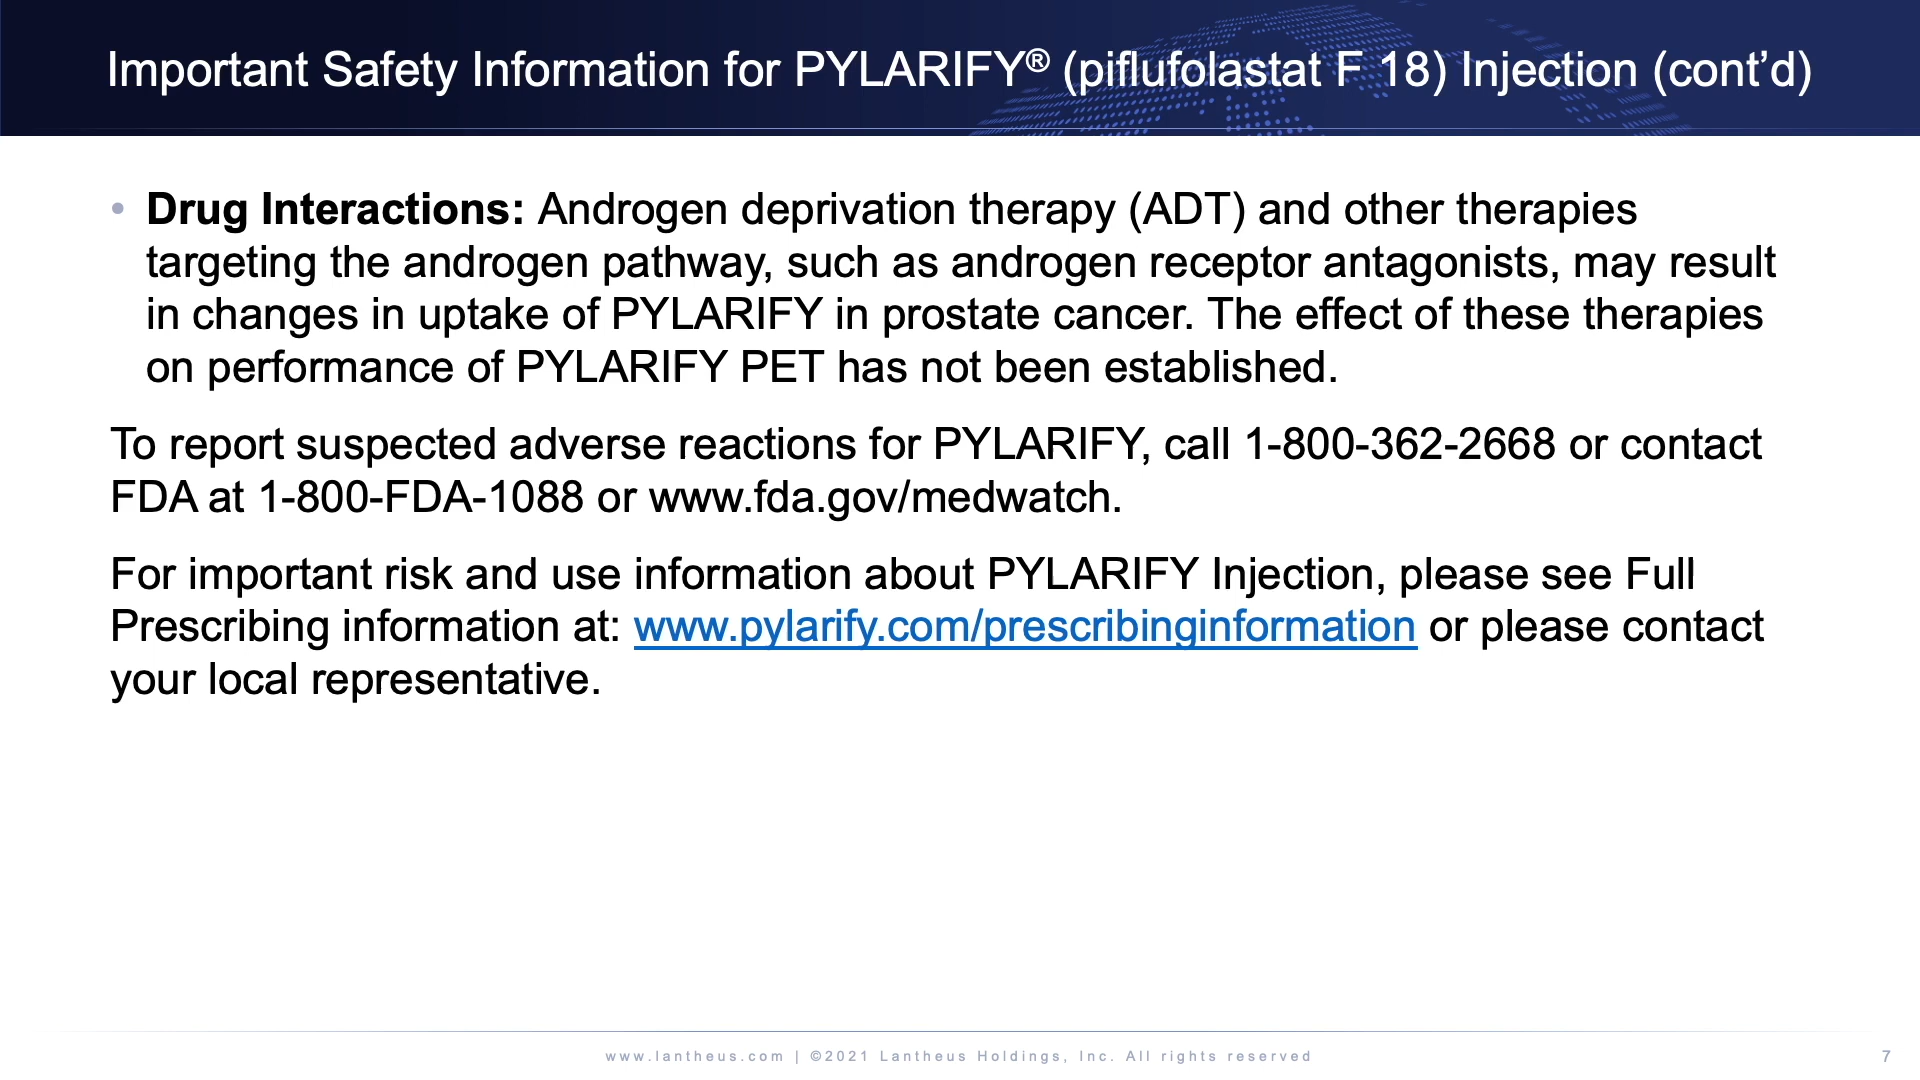 Important Safety Information for PYLARIFY® (piflufolastat F 18) Injection (cont’d)
• Drug Interactions: Androgen deprivation therapy (ADT) and other therapies
targeting the androgen pathway, such as androgen receptor antagonists, may result
in changes in uptake of PYLARIFY in prostate cancer. The effect of these therapies
on performance of PYLARIFY PET has not been established.
To report suspected adverse reactions for PYLARIFY, call 1-800-362-2668 or contact
FDA at 1-800-FDA-1088 or www.fda.gov/medwatch.
For important risk and use information about PYLARIFY Injection, please see Full
Prescribing information at: www.pylarify.com/prescribinginformation or please contact
your local representative.
www.lantheus.com | ©2021 Lantheus Holdings, Inc. All rights reserved
7